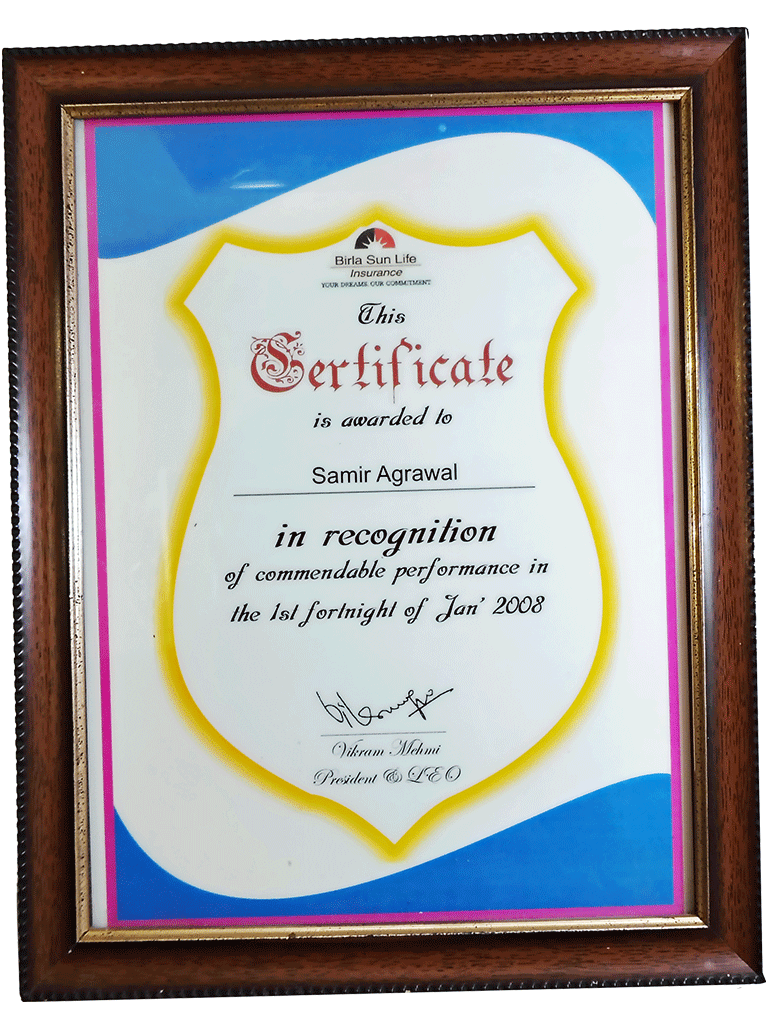 Birla Sun Life
Insurance
YOUR DREAMS. OUR COMMITMENT
This
Certificate
is awarded to
Samir Agrawal
in recognition
of commendable performance in
the 1st fortnight of Jan' 2008
Vikram Mehmi
President & CEO